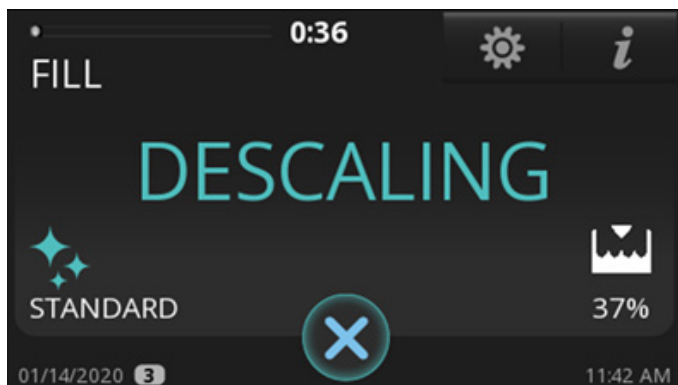 0:36
i
FILL
DESCALING
STANDARD
37%
01/14/2020 3
11:42 AM